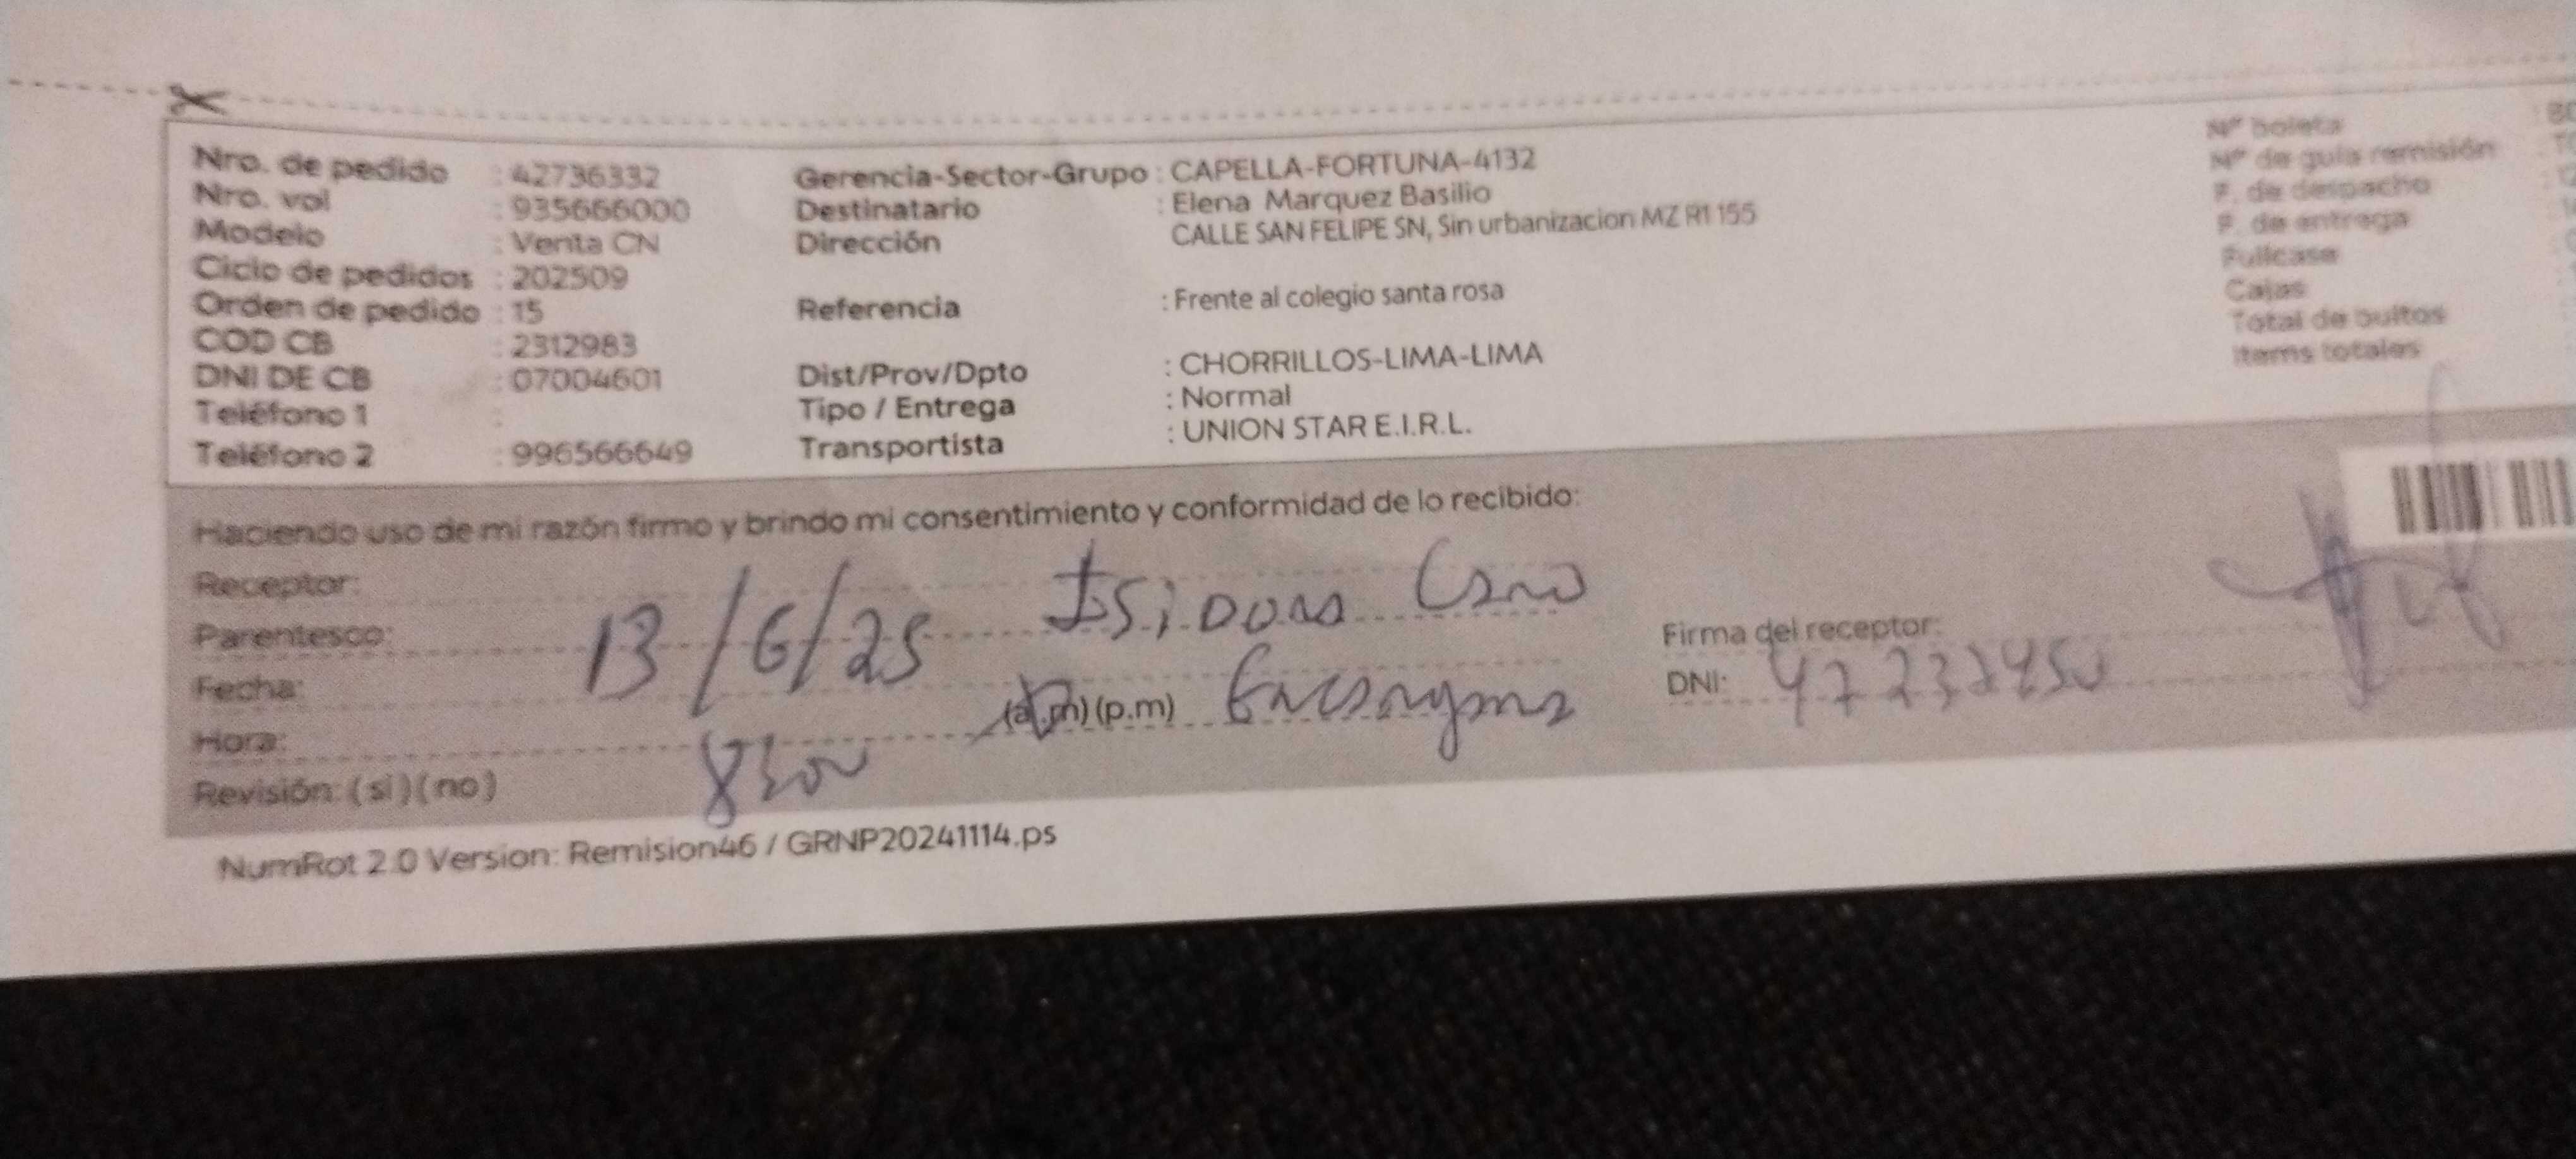 Nro. de pedido : 42736332
Nro. vol : 935666000
Modelo : Venta CN
Ciclo de pedidos : 202509
Orden de pedido : 15
COD CB : 2312983
DNI DE CB : 07004601
Teléfono 1 :
Teléfono 2 : 996566649
Gerencia-Sector-Grupo : CAPELLA-FORTUNA-4132
Destinatario : Elena Marquez Basilio
Dirección CALLE SAN FELIPE SN, Sin urbanizacion MZ R1 155
Referencia : Frente al colegio santa rosa
Dist/Prov/Dpto : CHORRILLOS-LIMA-LIMA
Tipo / Entrega : Normal
Transportista : UNION STAR E.I.R.L.
Nº boleta
Nº de guía remisión
F. de despacho
F. de entrega
Fullcase
Cajas
Total de bultos
Items totales
Haciendo uso de mi razón firmo y brindo mi consentimiento y conformidad de lo recibido:
Receptor:
Parentesco:
Fecha: 13/6/25
Hora: (a.m)(p.m)
Revisión: (si)(no)
Firma del receptor:
DNI:
NumRot 2.0 Version: Remision46 / GRNP20241114.ps